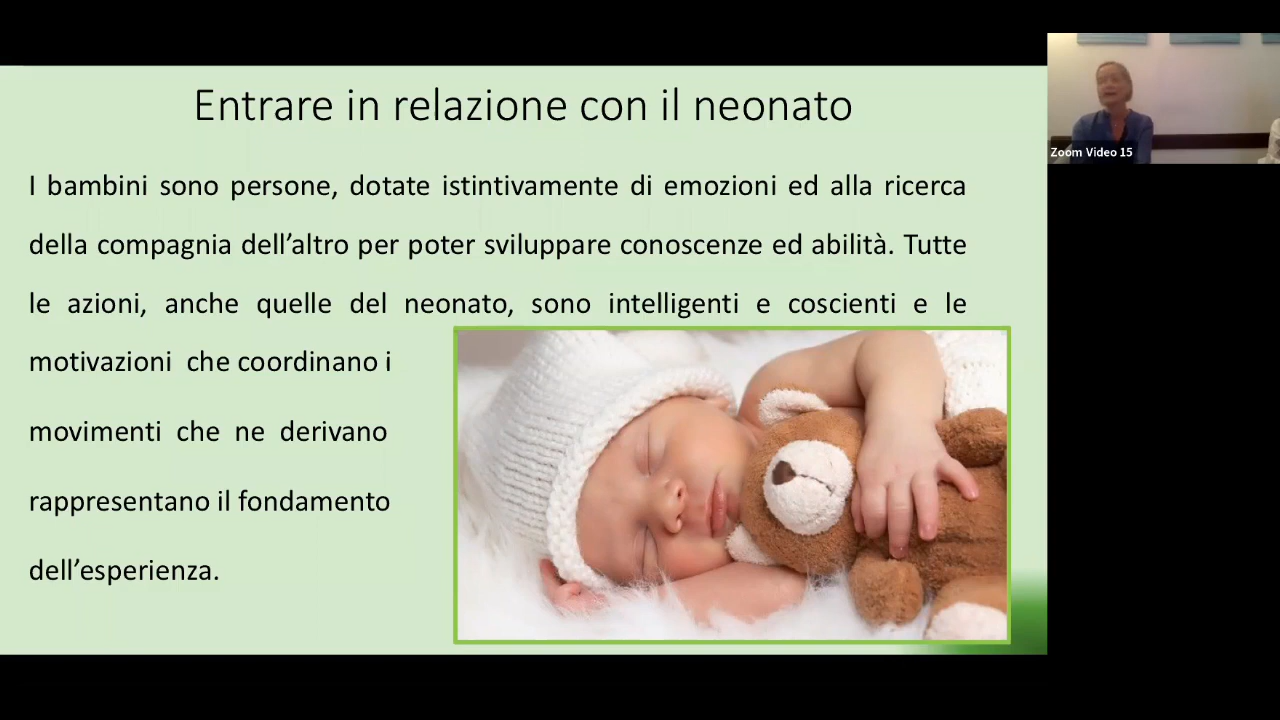 Entrare in relazione con il neonato
I bambini sono persone, dotate istintivamente di emozioni ed alla ricerca
della compagnia dell’altro per poter sviluppare conoscenze ed abilità. Tutte
le azioni, anche quelle del neonato, sono intelligenti e coscienti e le
motivazioni che coordinano i
movimenti che ne derivano
rappresentano il fondamento
dell’esperienza.
Zoom Video 15